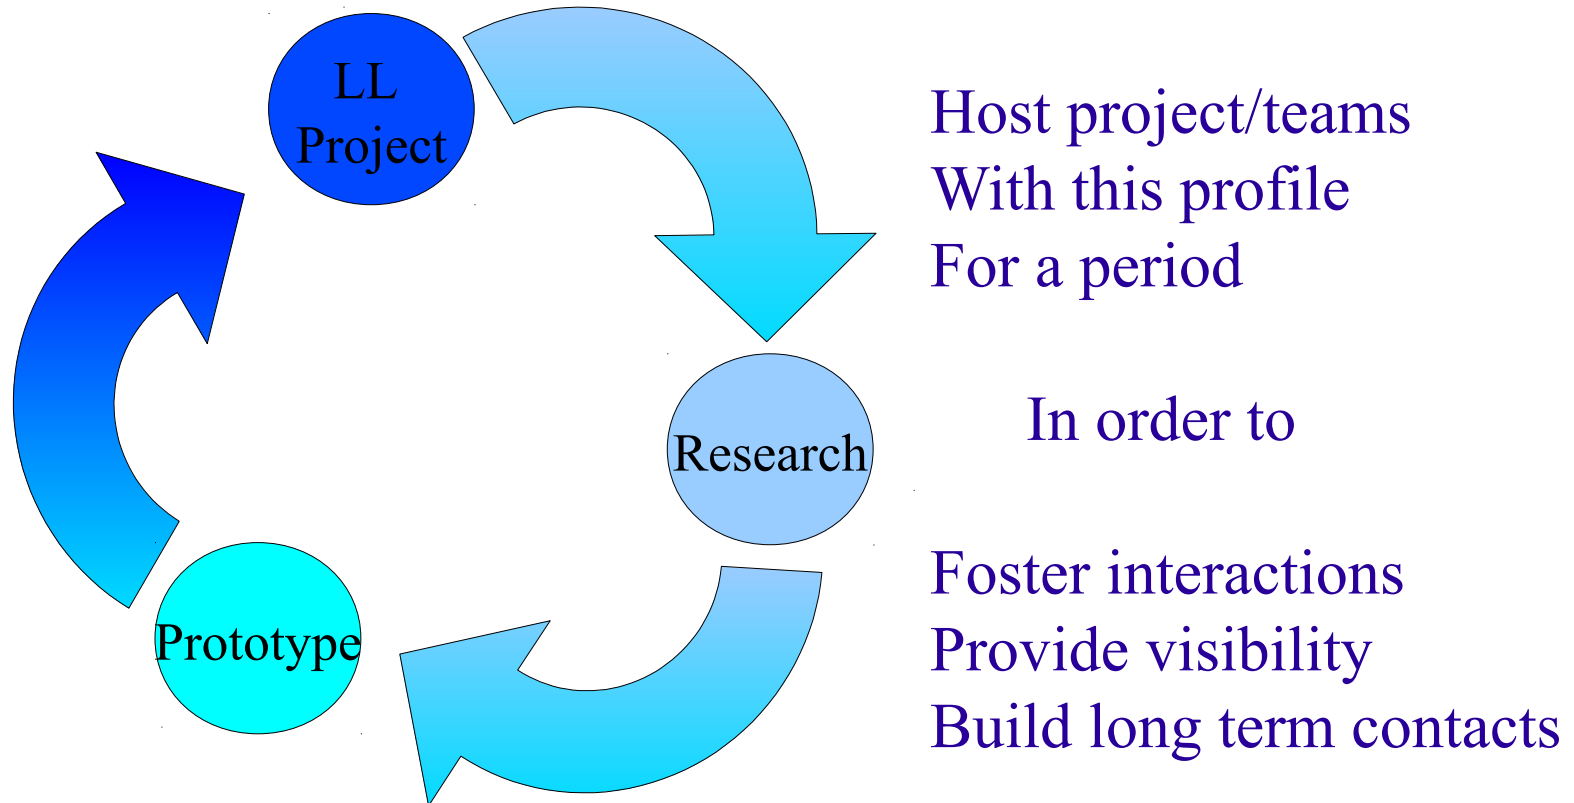 LL
Project
Research
Prototype
Host project/teams
With this profile
For a period
In order to
Foster interactions
Provide visibility
Build long term contacts